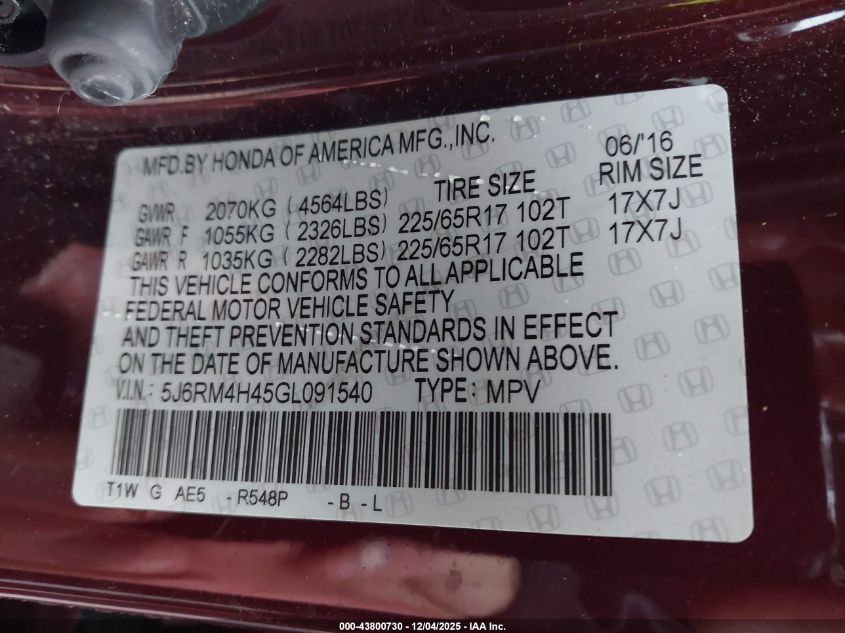 MFD.BY HONDA OF AMERICA MFG.,INC. 06/'16
TIRE SIZE RIM SIZE
GVWR 2070KG (4564LBS)
GAWR F 1055KG (2326LBS) 225/65R17 102T 17X7J
GAWR R 1035KG (2282LBS) 225/65R17 102T 17X7J
THIS VEHICLE CONFORMS TO ALL APPLICABLE
FEDERAL MOTOR VEHICLE SAFETY
AND THEFT PREVENTION STANDARDS IN EFFECT
ON THE DATE OF MANUFACTURE SHOWN ABOVE.
V.I.N.: 5J6RM4H45GL091540 TYPE: MPV
T1W G AE5 - R548P - B - L
000-43800730 - 12/04/2025 - IAA Inc.